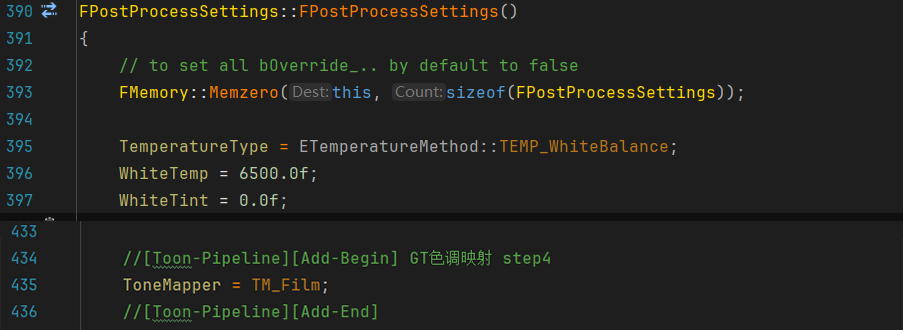 390 FPostProcessSettings::FPostProcessSettings()
391 {
392 // to set all bOverride_.. by default to false
393 FMemory::Memzero(Dest:this, Count:sizeof(FPostProcessSettings));
394
395 TemperatureType = ETemperatureMethod::TEMP_WhiteBalance;
396 WhiteTemp = 6500.0f;
397 WhiteTint = 0.0f;
433
434 //[Toon-Pipeline][Add-Begin] GT色调映射 step4
435 ToneMapper = TM_Film;
436 //[Toon-Pipeline][Add-End]